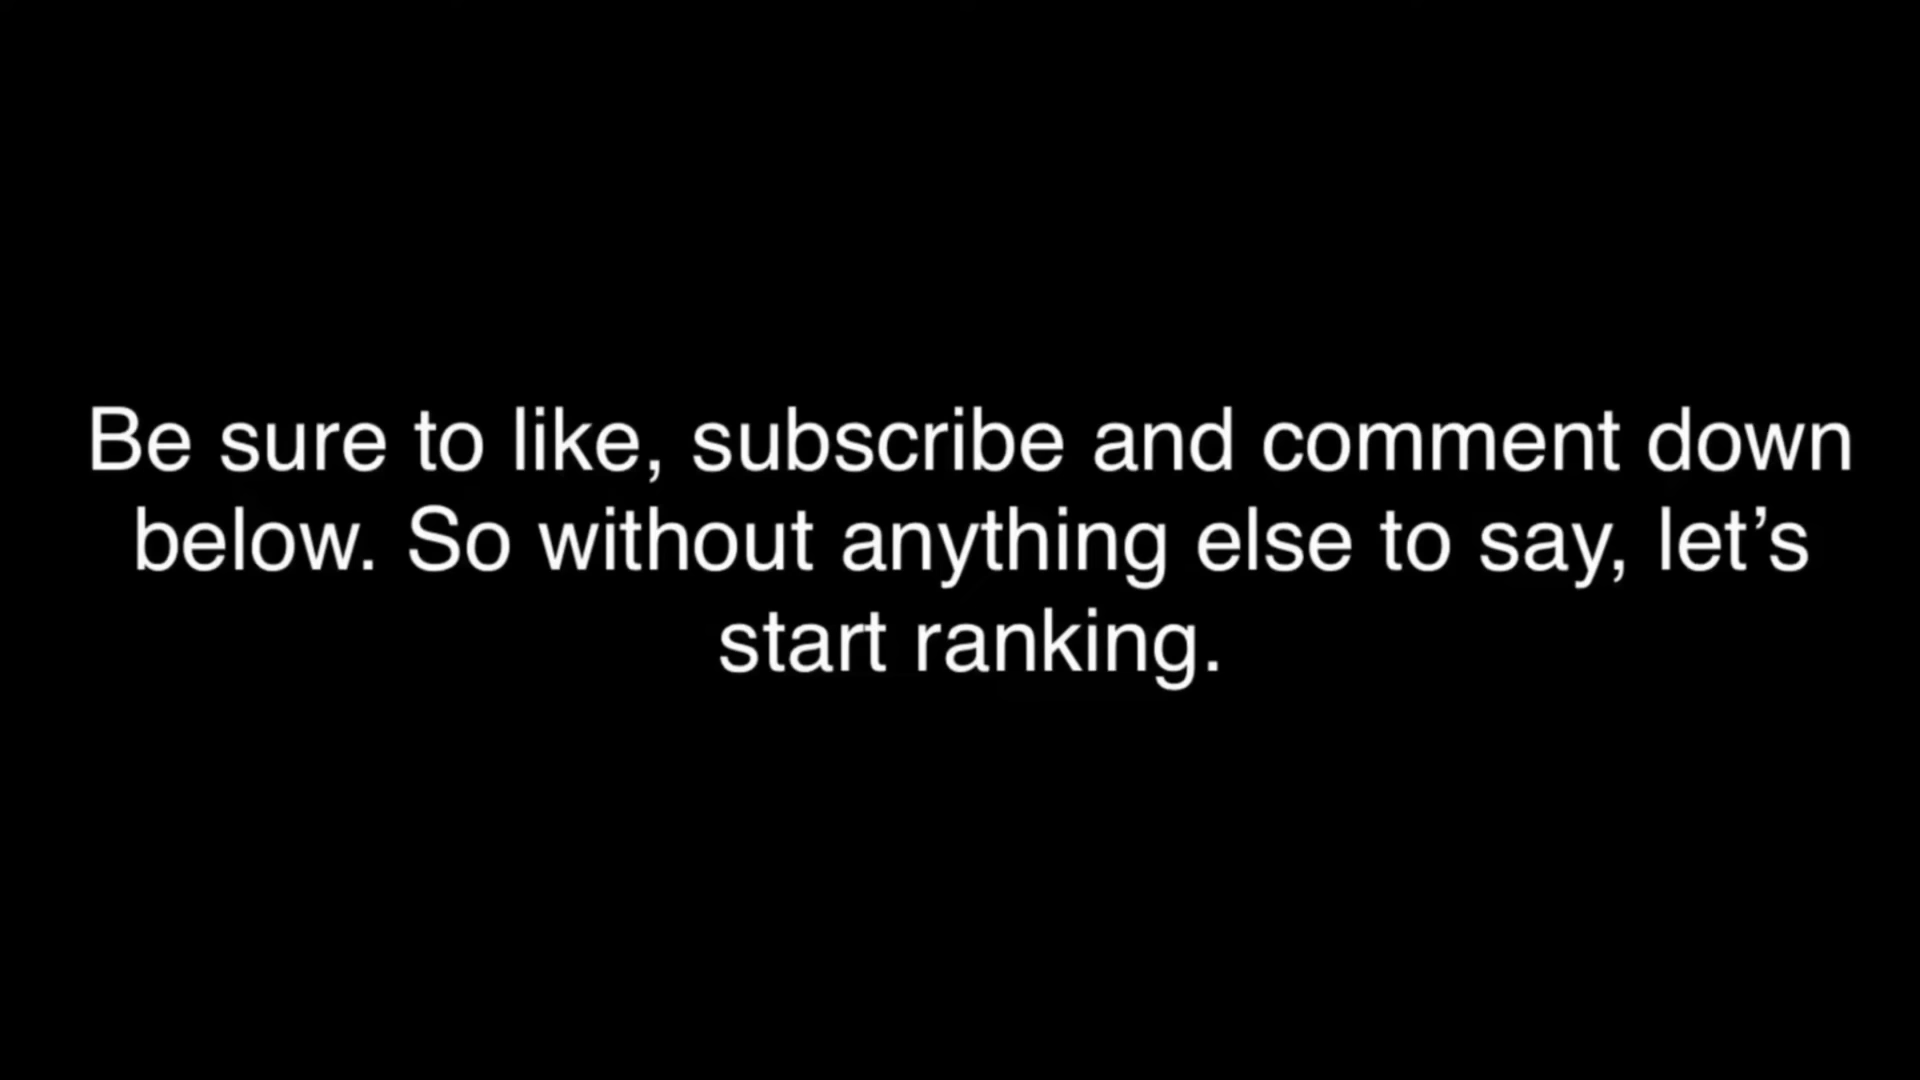 Be sure to like, subscribe and comment down
below. So without anything else to say, let’s
start ranking.